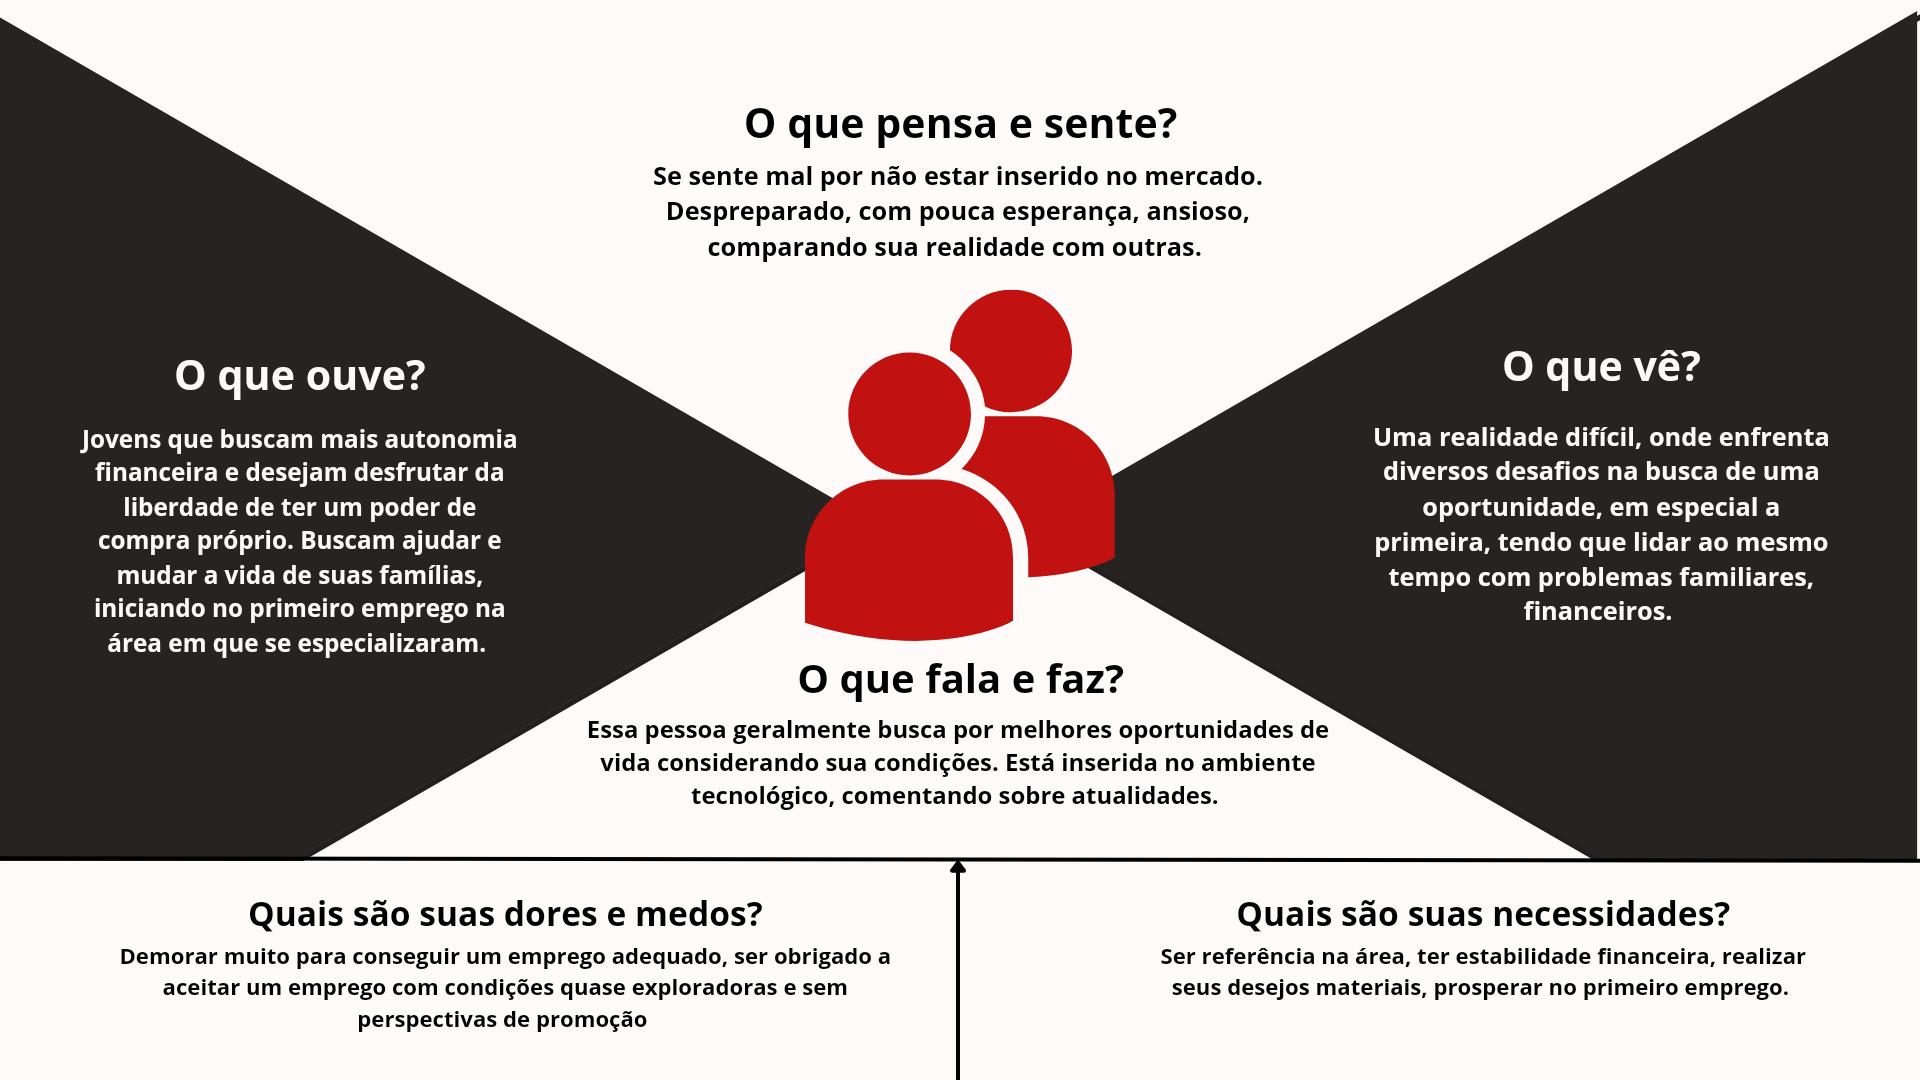 O que pensa e sente?
Se sente mal por não estar inserido no mercado.
Despreparado, com pouca esperança, ansioso,
comparando sua realidade com outras.
O que ouve?
Jovens que buscam mais autonomia
financeira e desejam desfrutar da
liberdade de ter um poder de
compra próprio. Buscam ajudar e
mudar a vida de suas famílias,
iniciando no primeiro emprego na
área em que se especializaram.
O que vê?
Uma realidade difícil, onde enfrenta
diversos desafios na busca de uma
oportunidade, em especial a
primeira, tendo que lidar ao mesmo
tempo com problemas familiares,
financeiros.
O que fala e faz?
Essa pessoa geralmente busca por melhores oportunidades de
vida considerando sua condições. Está inserida no ambiente
tecnológico, comentando sobre atualidades.
Quais são suas dores e medos?
Demorar muito para conseguir um emprego adequado, ser obrigado a
aceitar um emprego com condições quase exploradoras e sem
perspectivas de promoção
Quais são suas necessidades?
Ser referência na área, ter estabilidade financeira, realizar
seus desejos materiais, prosperar no primeiro emprego.